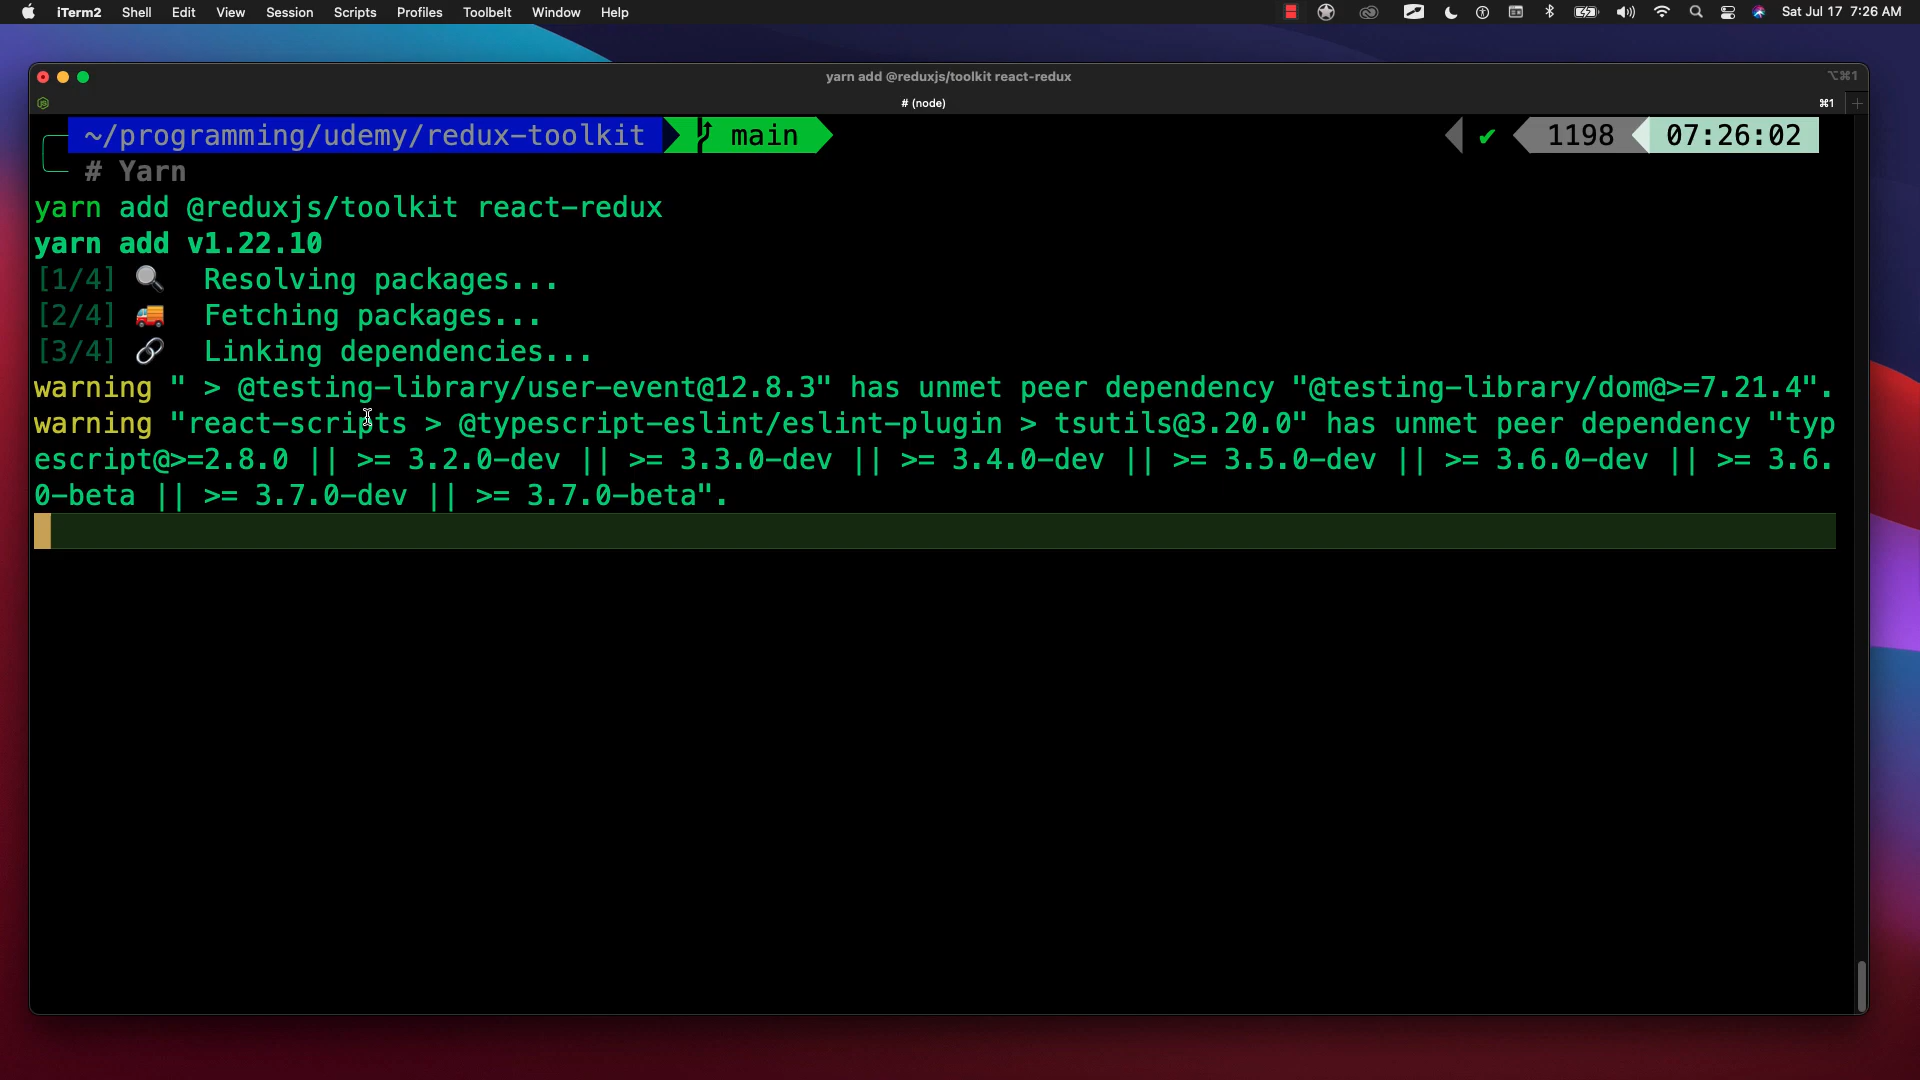 iTerm2 Shell Edit View Session Scripts Profiles Toolbelt Window Help Sat Jul 17 7:26 AM
yarn add @reduxjs/toolkit react-redux ⌥⌘1
# (node) ⌘1
~/programming/udemy/redux-toolkit main ✔ 1198 07:26:02
# Yarn
yarn add @reduxjs/toolkit react-redux
yarn add v1.22.10
[1/4] 🔍 Resolving packages...
[2/4] 🚚 Fetching packages...
[3/4] 🔗 Linking dependencies...
warning " > @testing-library/user-event@12.8.3" has unmet peer dependency "@testing-library/dom@>=7.21.4".
warning "react-scripts > @typescript-eslint/eslint-plugin > tsutils@3.20.0" has unmet peer dependency "typ
escript@>=2.8.0 || >= 3.2.0-dev || >= 3.3.0-dev || >= 3.4.0-dev || >= 3.5.0-dev || >= 3.6.0-dev || >= 3.6.
0-beta || >= 3.7.0-dev || >= 3.7.0-beta".